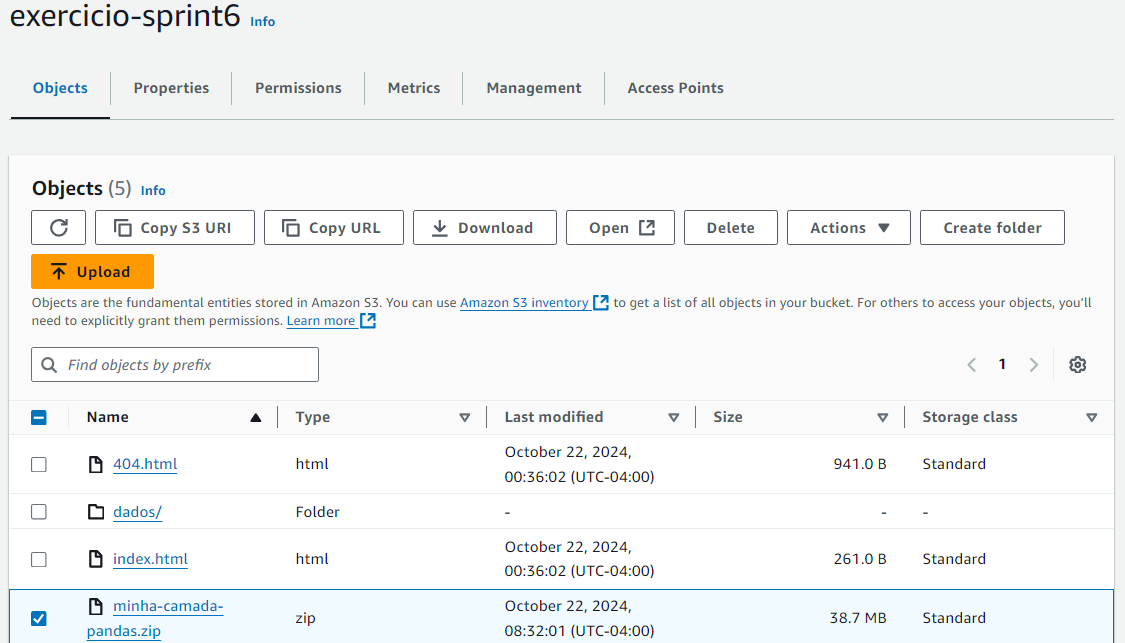 exercicio-sprint6 Info
Objects Properties Permissions Metrics Management Access Points
Objects (5) Info
Copy S3 URI Copy URL Download Open Delete Actions Create folder
Upload
Objects are the fundamental entities stored in Amazon S3. You can use Amazon S3 inventory to get a list of all objects in your bucket. For others to access your objects, you’ll
need to explicitly grant them permissions. Learn more
Find objects by prefix 1
Name Type Last modified Size Storage class
404.html html October 22, 2024, 00:36:02 (UTC-04:00) 941.0 B Standard
dados/ Folder - - -
index.html html October 22, 2024, 00:36:02 (UTC-04:00) 261.0 B Standard
minha-camada-pandas.zip zip October 22, 2024, 08:32:01 (UTC-04:00) 38.7 MB Standard